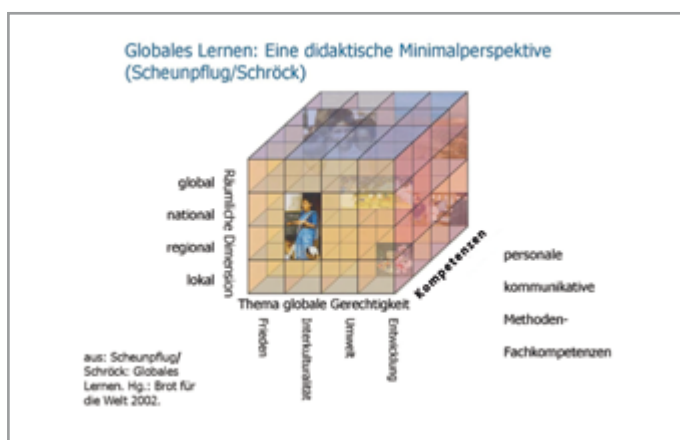 Globales Lernen: Eine didaktische Minimalperspektive
(Scheunpflug/Schröck)
global
national
regional
lokal
Räumliche Dimension
Thema globale Gerechtigkeit
Frieden
Interkulturalität
Umwelt
Entwicklung
Kompetenzen
personale
kommunikative
Methoden-
Fachkompetenzen
aus: Scheunpflug/
Schröck: Globales
Lernen. Hg.: Brot für
die Welt 2002.